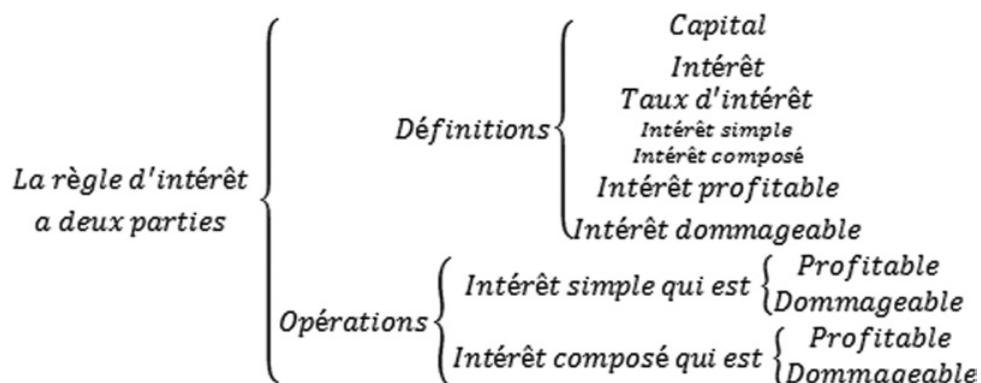 La règle d'intérêt
a deux parties
Définitions
Capital
Intérêt
Taux d'intérêt
Intérêt simple
Intérêt composé
Intérêt profitable
Intérêt dommageable
Opérations
Intérêt simple qui est
Profitable
Dommageable
Intérêt composé qui est
Profitable
Dommageable